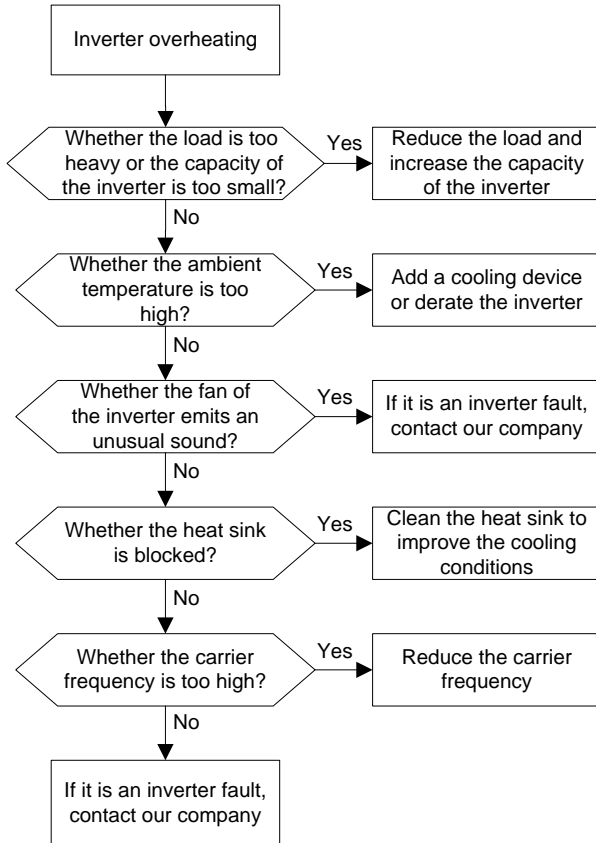 Inverter overheating
Whether the load is too
heavy or the capacity of
the inverter is too small?
Yes
Reduce the load and
increase the capacity
of the inverter
No
Whether the ambient
temperature is too
high?
Yes
Add a cooling device
or derate the inverter
No
Whether the fan of
the inverter emits an
unusual sound?
Yes
If it is an inverter fault,
contact our company
No
Whether the heat sink
is blocked?
Yes
Clean the heat sink to
improve the cooling
conditions
No
Whether the carrier
frequency is too high?
Yes
Reduce the carrier
frequency
No
If it is an inverter fault,
contact our company